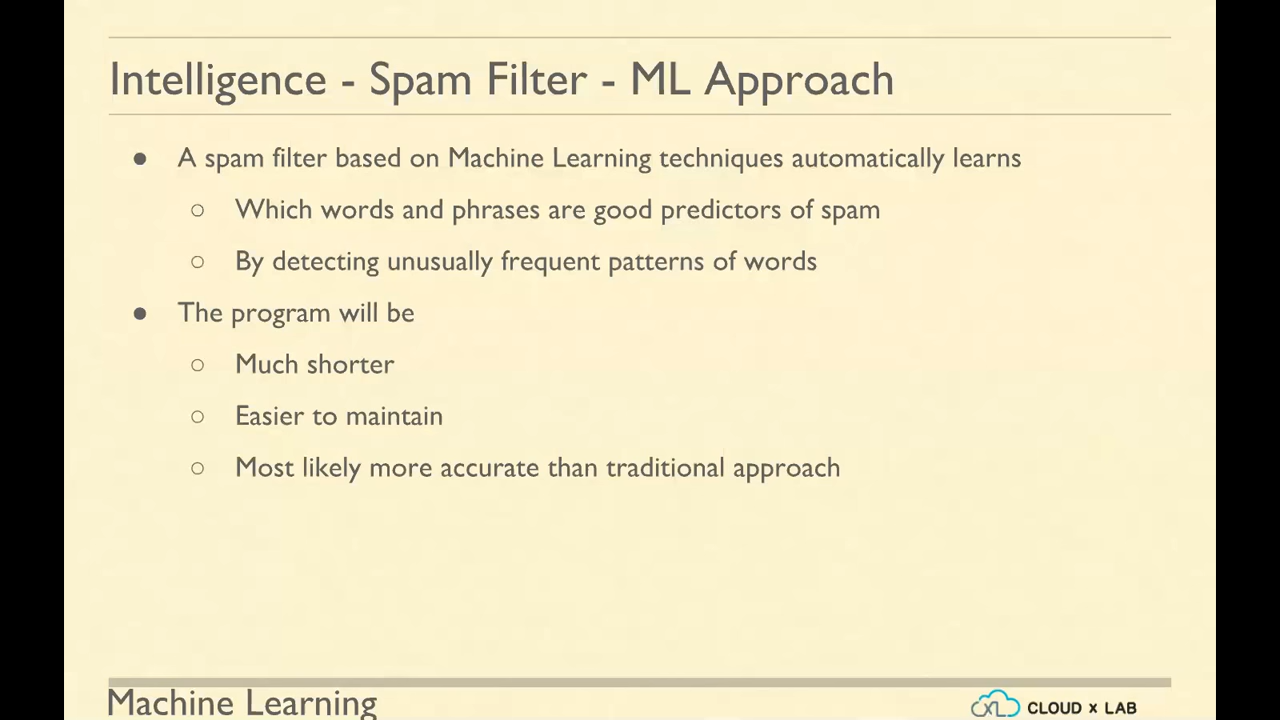 Intelligence - Spam Filter - ML Approach
● A spam filter based on Machine Learning techniques automatically learns
○ Which words and phrases are good predictors of spam
○ By detecting unusually frequent patterns of words
● The program will be
○ Much shorter
○ Easier to maintain
○ Most likely more accurate than traditional approach
Machine Learning
CXL CLOUD x LAB